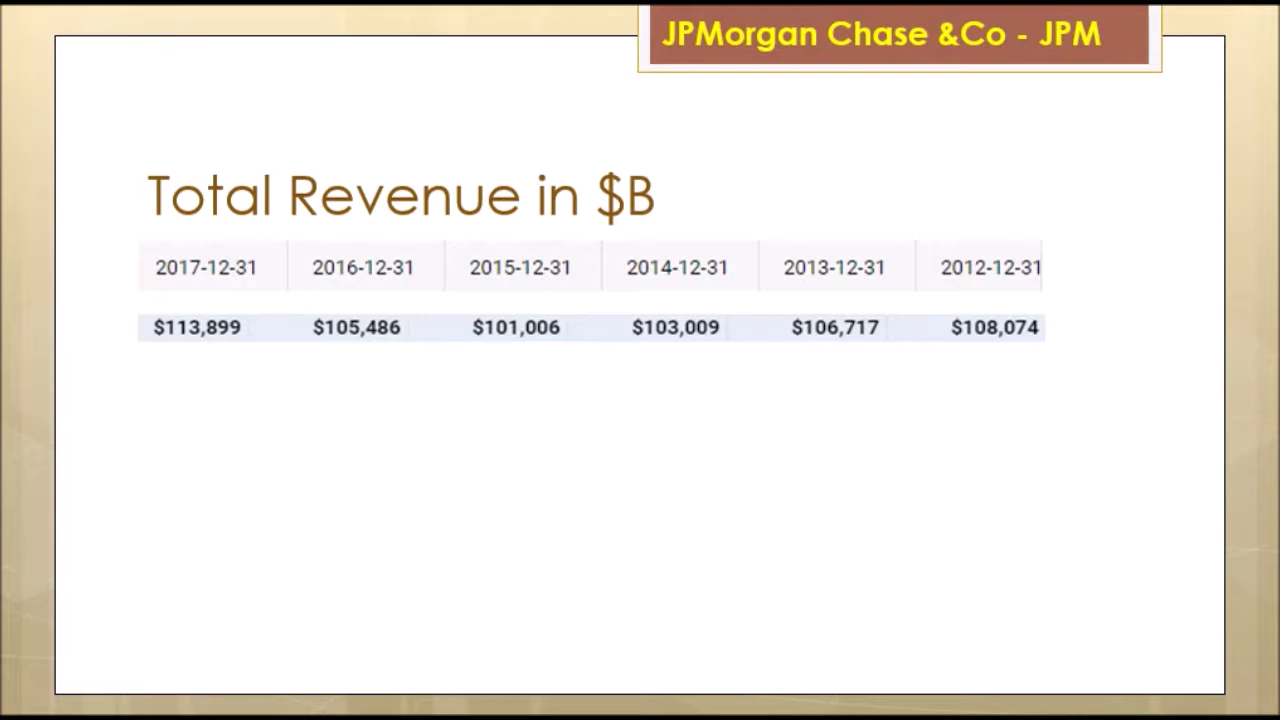 JPMorgan Chase &Co - JPM
Total Revenue in $B
2017-12-31 2016-12-31 2015-12-31 2014-12-31 2013-12-31 2012-12-31
$113,899 $105,486 $101,006 $103,009 $106,717 $108,074